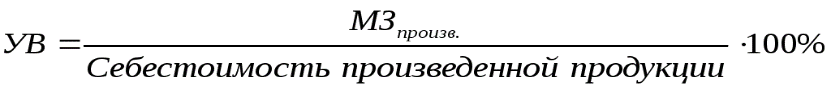 МЗпроизв.
УВ = ·100%
Себестоимость произведенной продукции